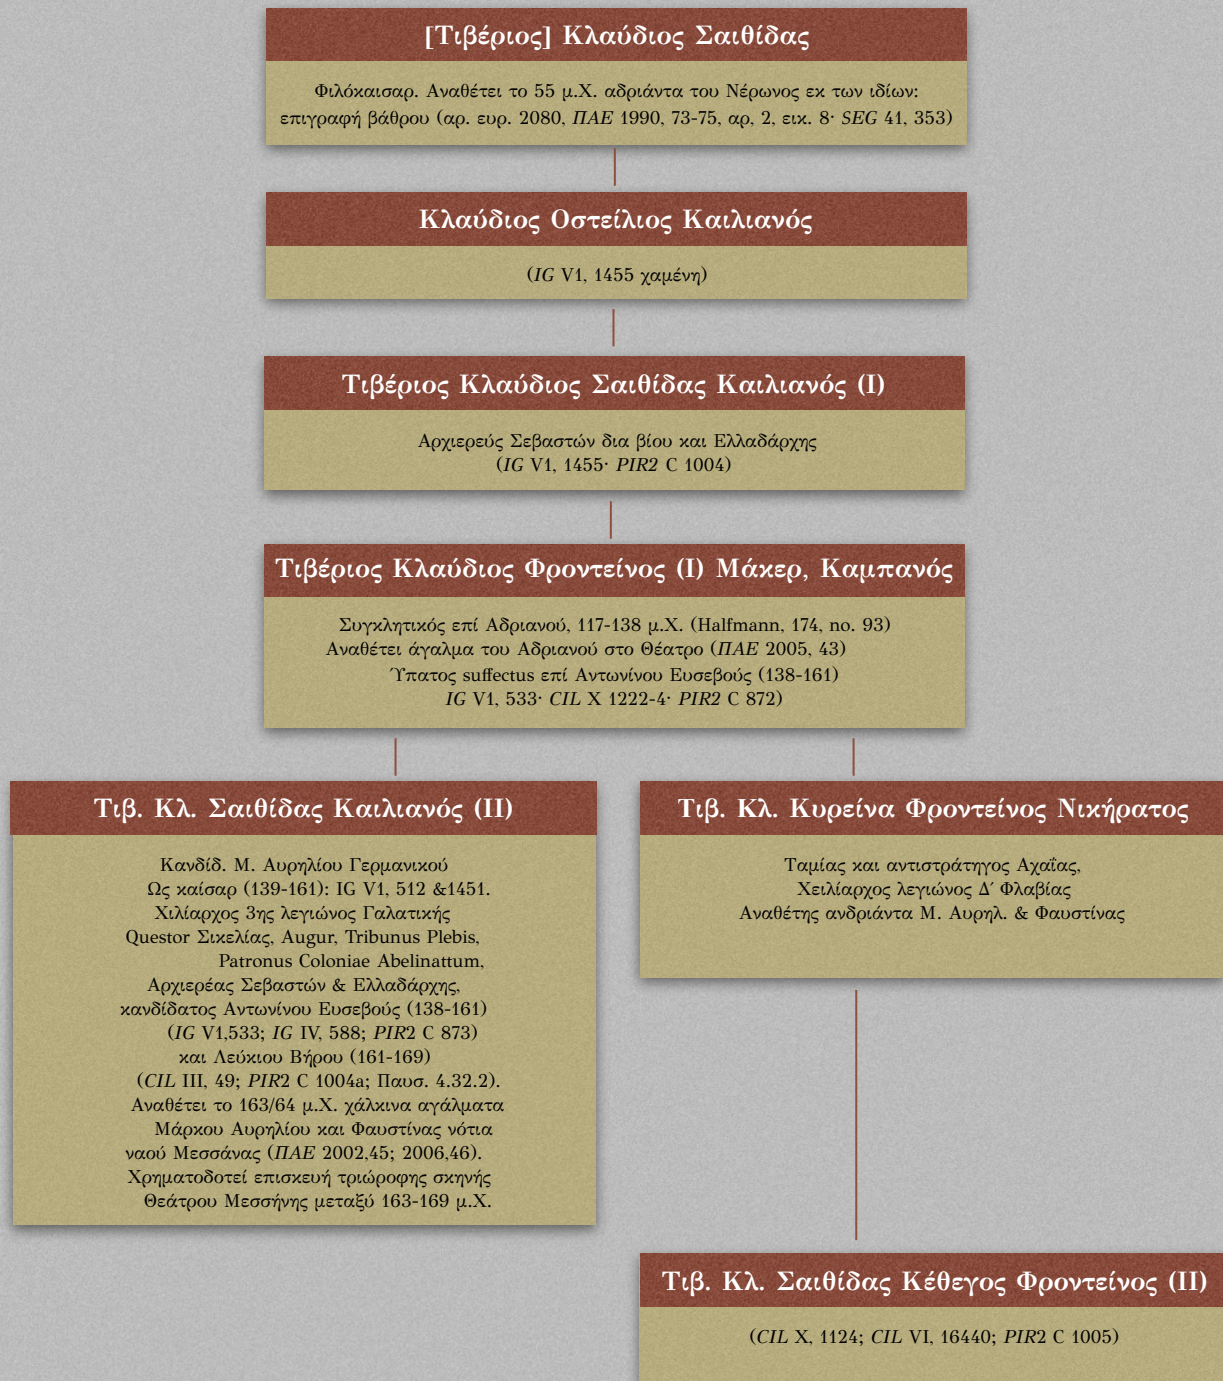 [Τιβέριος] Κλαύδιος Σαιθίδας
Φιλόκαισαρ. Αναθέτει το 55 μ.Χ. αδριάντα του Νέρωνος εκ των ιδίων:
επιγραφή βάθρου (αρ. ευρ. 2080, ΠΑΕ 1990, 73-75, αρ, 2, εικ. 8· SEG 41, 353)
Κλαύδιος Οστείλιος Καιλιανός
(IG V1, 1455 χαμένη)
Τιβέριος Κλαύδιος Σαιθίδας Καιλιανός (Ι)
Αρχιερεύς Σεβαστών δια βίου και Ελλαδάρχης
(IG V1, 1455· PIR2 C 1004)
Τιβέριος Κλαύδιος Φροντείνος (Ι) Μάκερ, Καμπανός
Συγκλητικός επί Αδριανού, 117-138 μ.Χ. (Halfmann, 174, no. 93)
Αναθέτει άγαλμα του Αδριανού στο Θέατρο (ΠΑΕ 2005, 43)
Ύπατος suffectus επί Αντωνίνου Ευσεβούς (138-161)
IG V1, 533· CIL X 1222-4· PIR2 C 872)
Τιβ. Κλ. Σαιθίδας Καιλιανός (ΙΙ)
Κανδίδ. Μ. Αυρηλίου Γερμανικού
Ως καίσαρ (139-161): IG V1, 512 &1451.
Χιλίαρχος 3ης λεγιώνος Γαλατικής
Questor Σικελίας, Augur, Tribunus Plebis,
Patronus Coloniae Abelinattum,
Αρχιερέας Σεβαστών & Ελλαδάρχης,
κανδίδατος Αντωνίνου Ευσεβούς (138-161)
(IG V1,533; IG IV, 588; PIR2 C 873)
και Λεύκιου Βήρου (161-169)
(CIL III, 49; PIR2 C 1004a; Παυσ. 4.32.2).
Αναθέτει το 163/64 μ.Χ. χάλκινα αγάλματα
Μάρκου Αυρηλίου και Φαυστίνας νότια
ναού Μεσσάνας (ΠΑΕ 2002,45; 2006,46).
Χρηματοδοτεί επισκευή τριώροφης σκηνής
Θεάτρου Μεσσήνης μεταξύ 163-169 μ.Χ.
Τιβ. Κλ. Κυρείνα Φροντείνος Νικήρατος
Ταμίας και αντιστράτηγος Αχαΐας,
Χειλίαρχος λεγιώνος Δ΄ Φλαβίας
Αναθέτης ανδριάντα Μ. Αυρηλ. & Φαυστίνας
Τιβ. Κλ. Σαιθίδας Κέθεγος Φροντείνος (ΙΙ)
(CIL X, 1124; CIL VI, 16440; PIR2 C 1005)